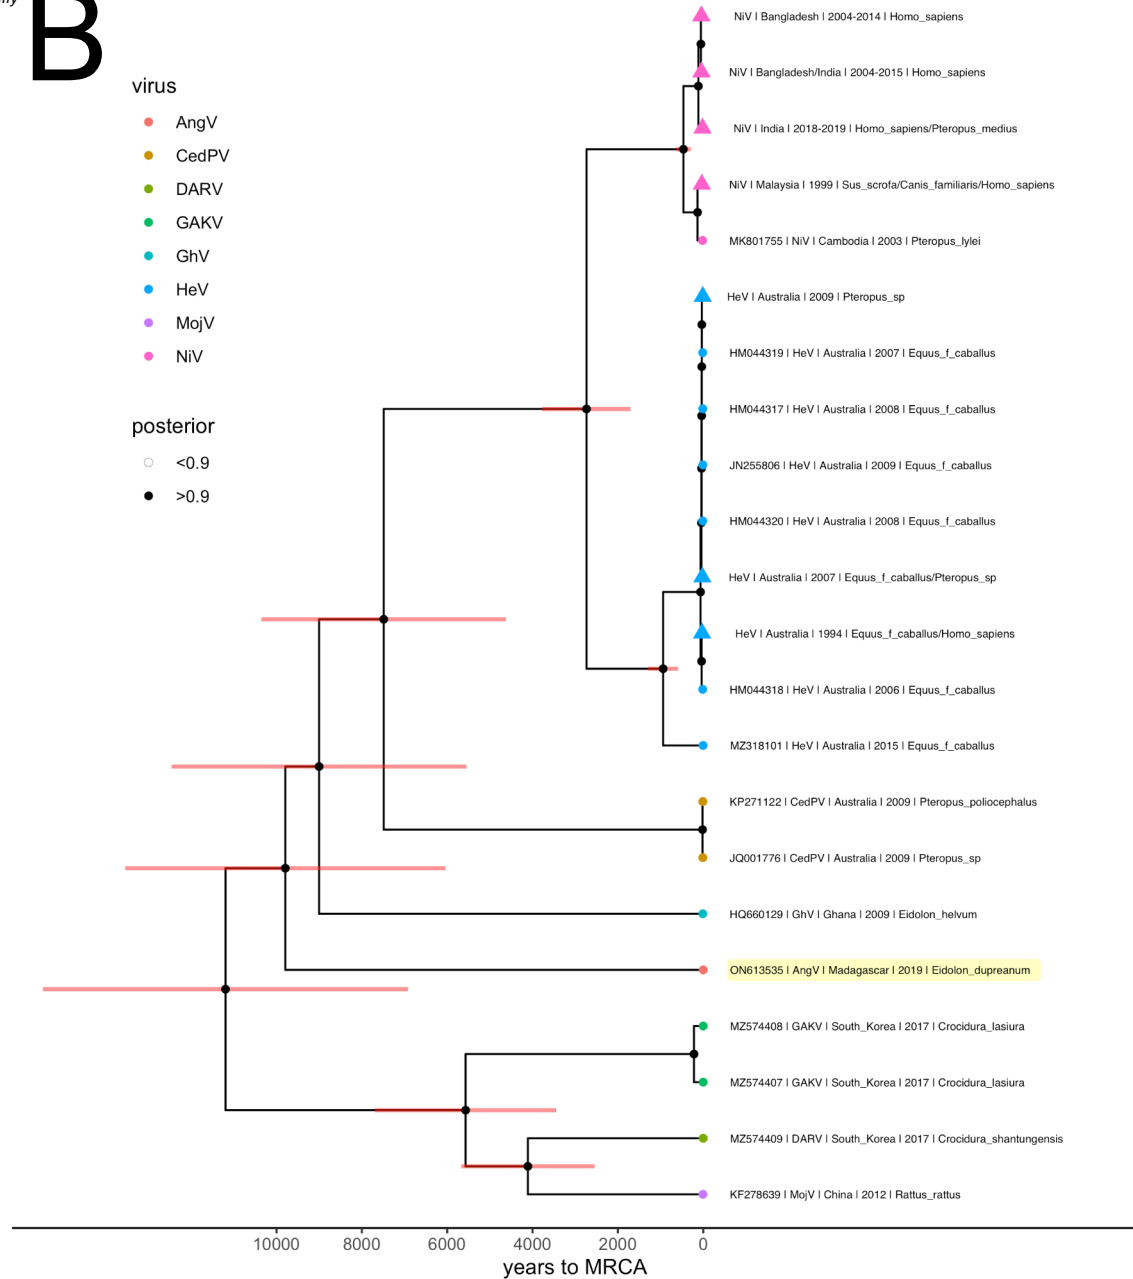 B
virus
AngV
CedPV
DARV
GAKV
GhV
HeV
MojV
NiV
posterior
<0.9
>0.9
NiV | Bangladesh | 2004-2014 | Homo_sapiens
NiV | Bangladesh/India | 2004-2015 | Homo_sapiens
NiV | India | 2018-2019 | Homo_sapiens/Pteropus_medius
NiV | Malaysia | 1999 | Sus_scrofa/Canis_familiaris/Homo_sapiens
MK801755 | NiV | Cambodia | 2003 | Pteropus_lylei
HeV | Australia | 2009 | Pteropus_sp
HM044319 | HeV | Australia | 2007 | Equus_f_caballus
HM044317 | HeV | Australia | 2008 | Equus_f_caballus
JN255806 | HeV | Australia | 2009 | Equus_f_caballus
HM044320 | HeV | Australia | 2008 | Equus_f_caballus
HeV | Australia | 2007 | Equus_f_caballus/Pteropus_sp
HeV | Australia | 1994 | Equus_f_caballus/Homo_sapiens
HM044318 | HeV | Australia | 2006 | Equus_f_caballus
MZ318101 | HeV | Australia | 2015 | Equus_f_caballus
KP271122 | CedPV | Australia | 2009 | Pteropus_poliocephalus
JQ001776 | CedPV | Australia | 2009 | Pteropus_sp
HQ660129 | GhV | Ghana | 2009 | Eidolon_helvum
ON613535 | AngV | Madagascar | 2019 | Eidolon_dupreanum
MZ574408 | GAKV | South_Korea | 2017 | Crocidura_lasiura
MZ574407 | GAKV | South_Korea | 2017 | Crocidura_lasiura
MZ574409 | DARV | South_Korea | 2017 | Crocidura_shantungensis
KF278639 | MojV | China | 2012 | Rattus_rattus
10000 8000 6000 4000 2000 0
years to MRCA